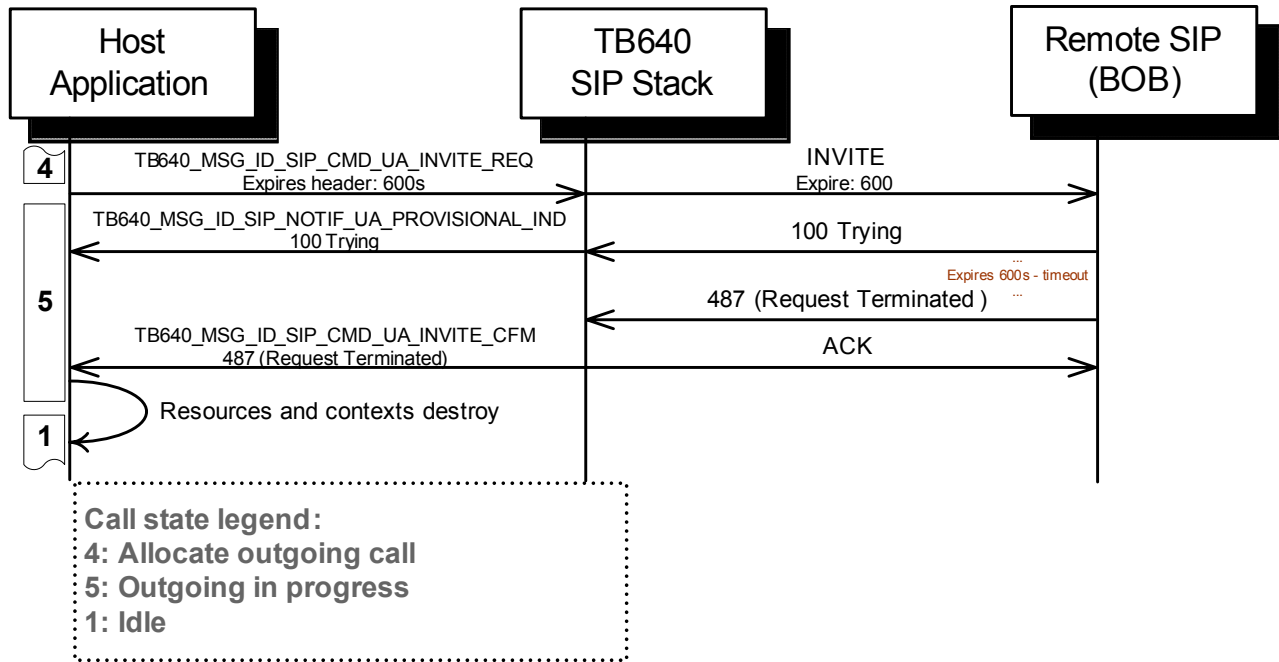 Host
Application
TB640
SIP Stack
Remote SIP
(BOB)
4
TB640_MSG_ID_SIP_CMD_UA_INVITE_REQ
Expires header: 600s
INVITE
Expire: 600
TB640_MSG_ID_SIP_NOTIF_UA_PROVISIONAL_IND
100 Trying
100 Trying
...
Expires 600s - timeout
...
5
487 (Request Terminated )
TB640_MSG_ID_SIP_CMD_UA_INVITE_CFM
487 (Request Terminated)
ACK
Resources and contexts destroy
1
Call state legend:
4: Allocate outgoing call
5: Outgoing in progress
1: Idle